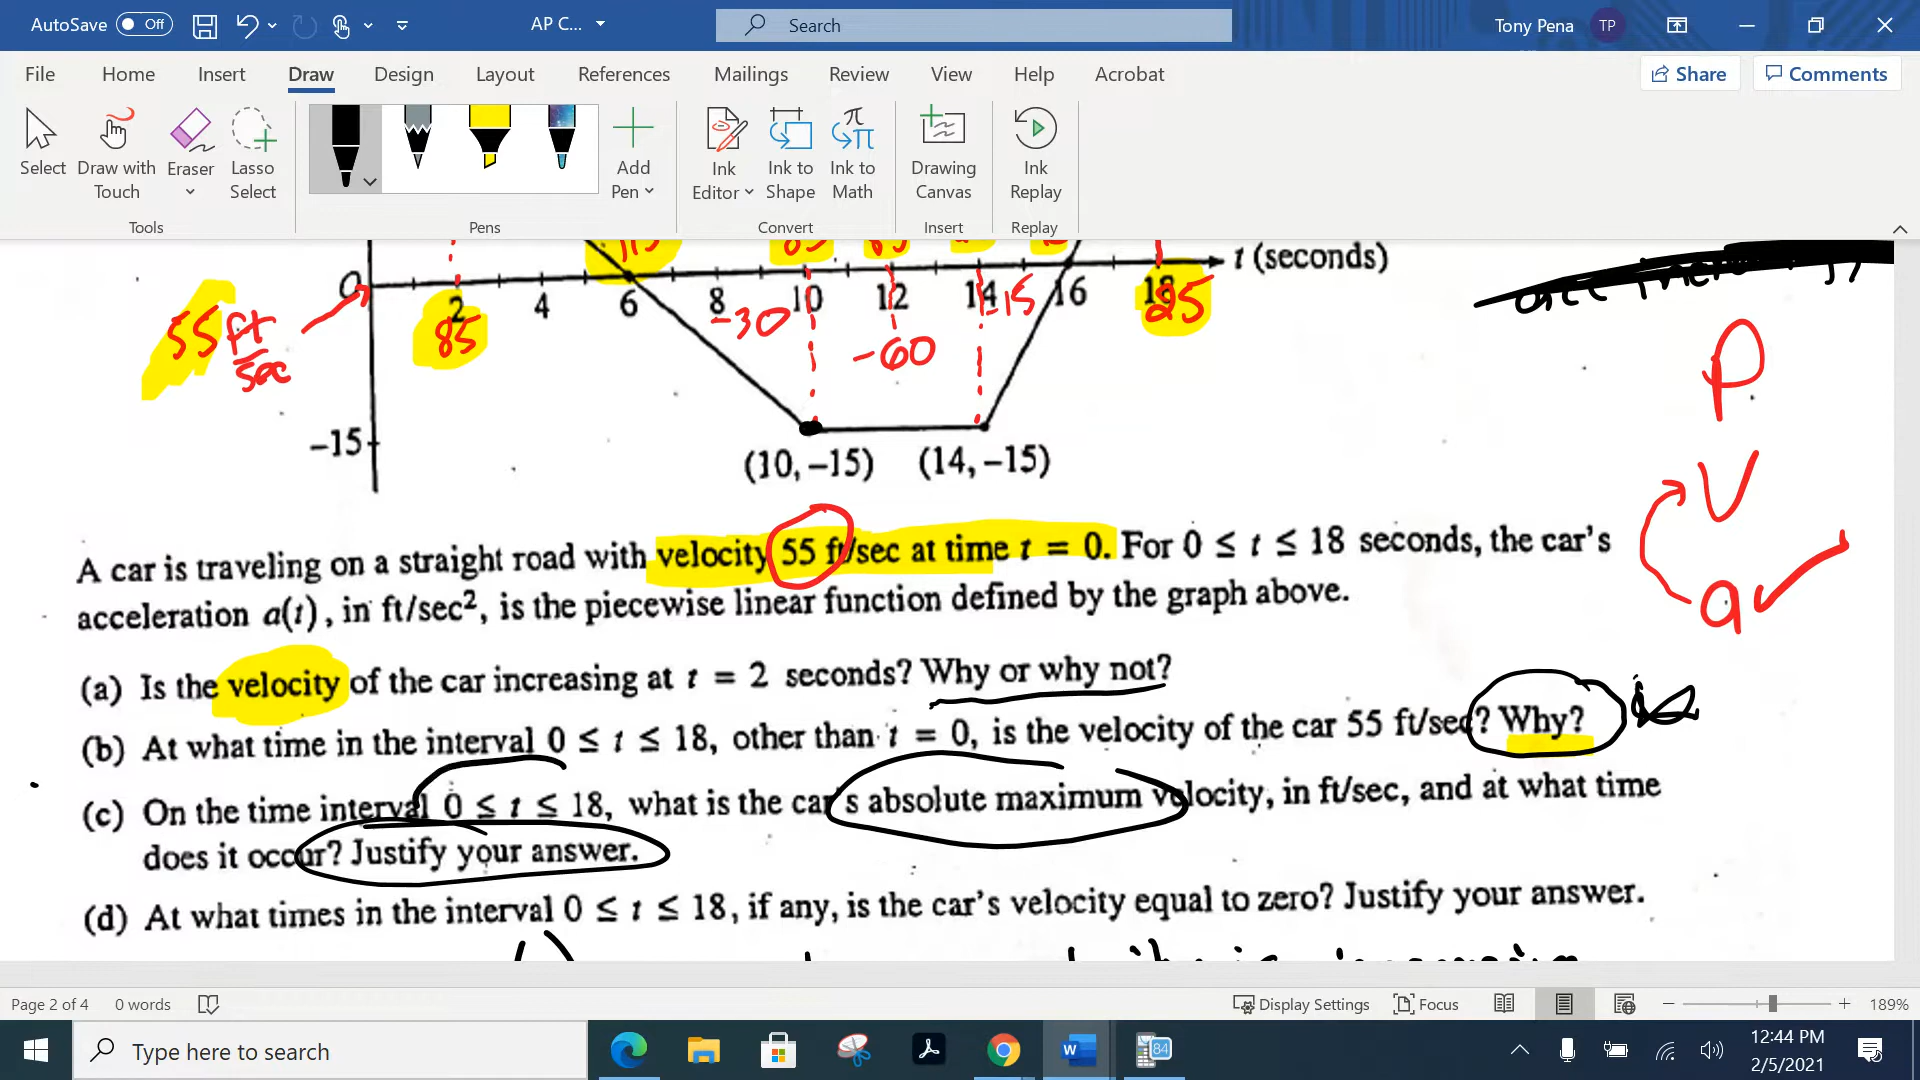 AutoSave Off AP C... Search Tony Pena TP
File Home Insert Draw Design Layout References Mailings Review View Help Acrobat Share Comments
Select Draw with Touch Eraser Lasso Select Add Pen Ink Editor Ink to Shape Ink to Math Drawing Canvas Ink Replay
Tools Pens Convert Insert Replay
t (seconds)
O 2 4 6 8 10 12 14 16 18
55 ft/sec 85 -30 -60 -15 25
-15
(10, -15) (14, -15)
P
V
a
A car is traveling on a straight road with velocity 55 ft/sec at time t = 0. For 0 ≤ t ≤ 18 seconds, the car's
acceleration a(t), in ft/sec², is the piecewise linear function defined by the graph above.
(a) Is the velocity of the car increasing at t = 2 seconds? Why or why not?
(b) At what time in the interval 0 ≤ t ≤ 18, other than t = 0, is the velocity of the car 55 ft/sec? Why?
(c) On the time interval 0 ≤ t ≤ 18, what is the car's absolute maximum velocity, in ft/sec, and at what time
does it occur? Justify your answer.
(d) At what times in the interval 0 ≤ t ≤ 18, if any, is the car's velocity equal to zero? Justify your answer.
Page 2 of 4 0 words Display Settings Focus 189%
Type here to search 84 12:44 PM
2/5/2021